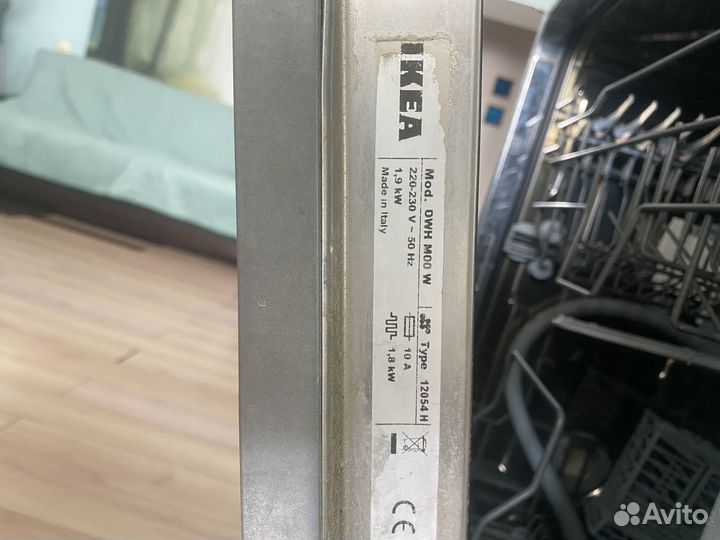 IKEA
Mod. DWH M00 W
Type 12054 H
220-230 V ~ 50 Hz
10 A
1,9 kW
1,8 kW
Made in Italy
CE
Avito